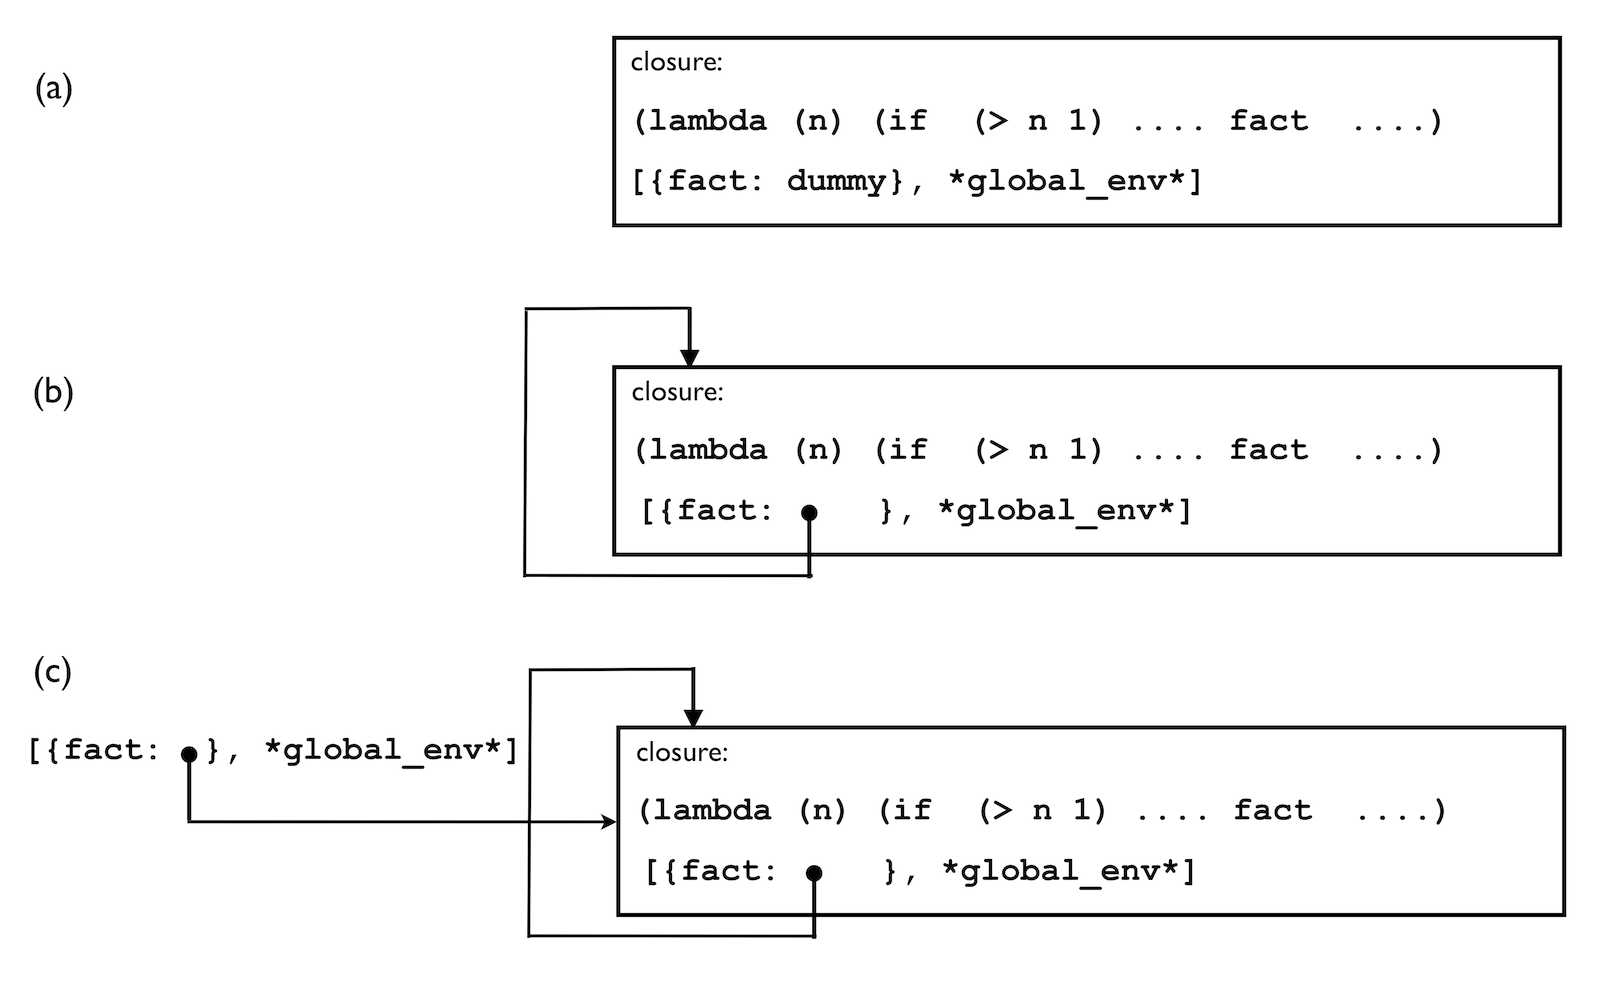 (a)
closure:
(lambda (n) (if (> n 1) .... fact ....)
[{fact: dummy}, *global_env*]
(b)
closure:
(lambda (n) (if (> n 1) .... fact ....)
[{fact: }, *global_env*]
(c)
[{fact: }, *global_env*]
closure:
(lambda (n) (if (> n 1) .... fact ....)
[{fact: }, *global_env*]